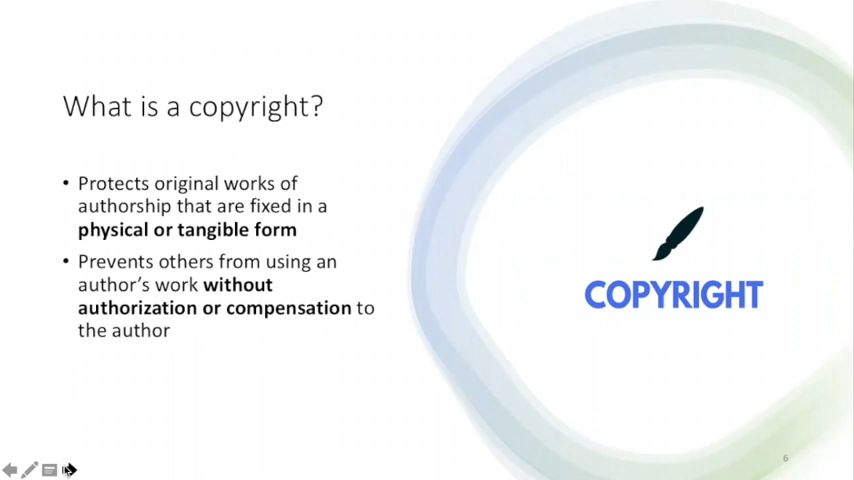 What is a copyright?
• Protects original works of
authorship that are fixed in a
physical or tangible form
• Prevents others from using an
author’s work without
authorization or compensation to
the author
COPYRIGHT
6